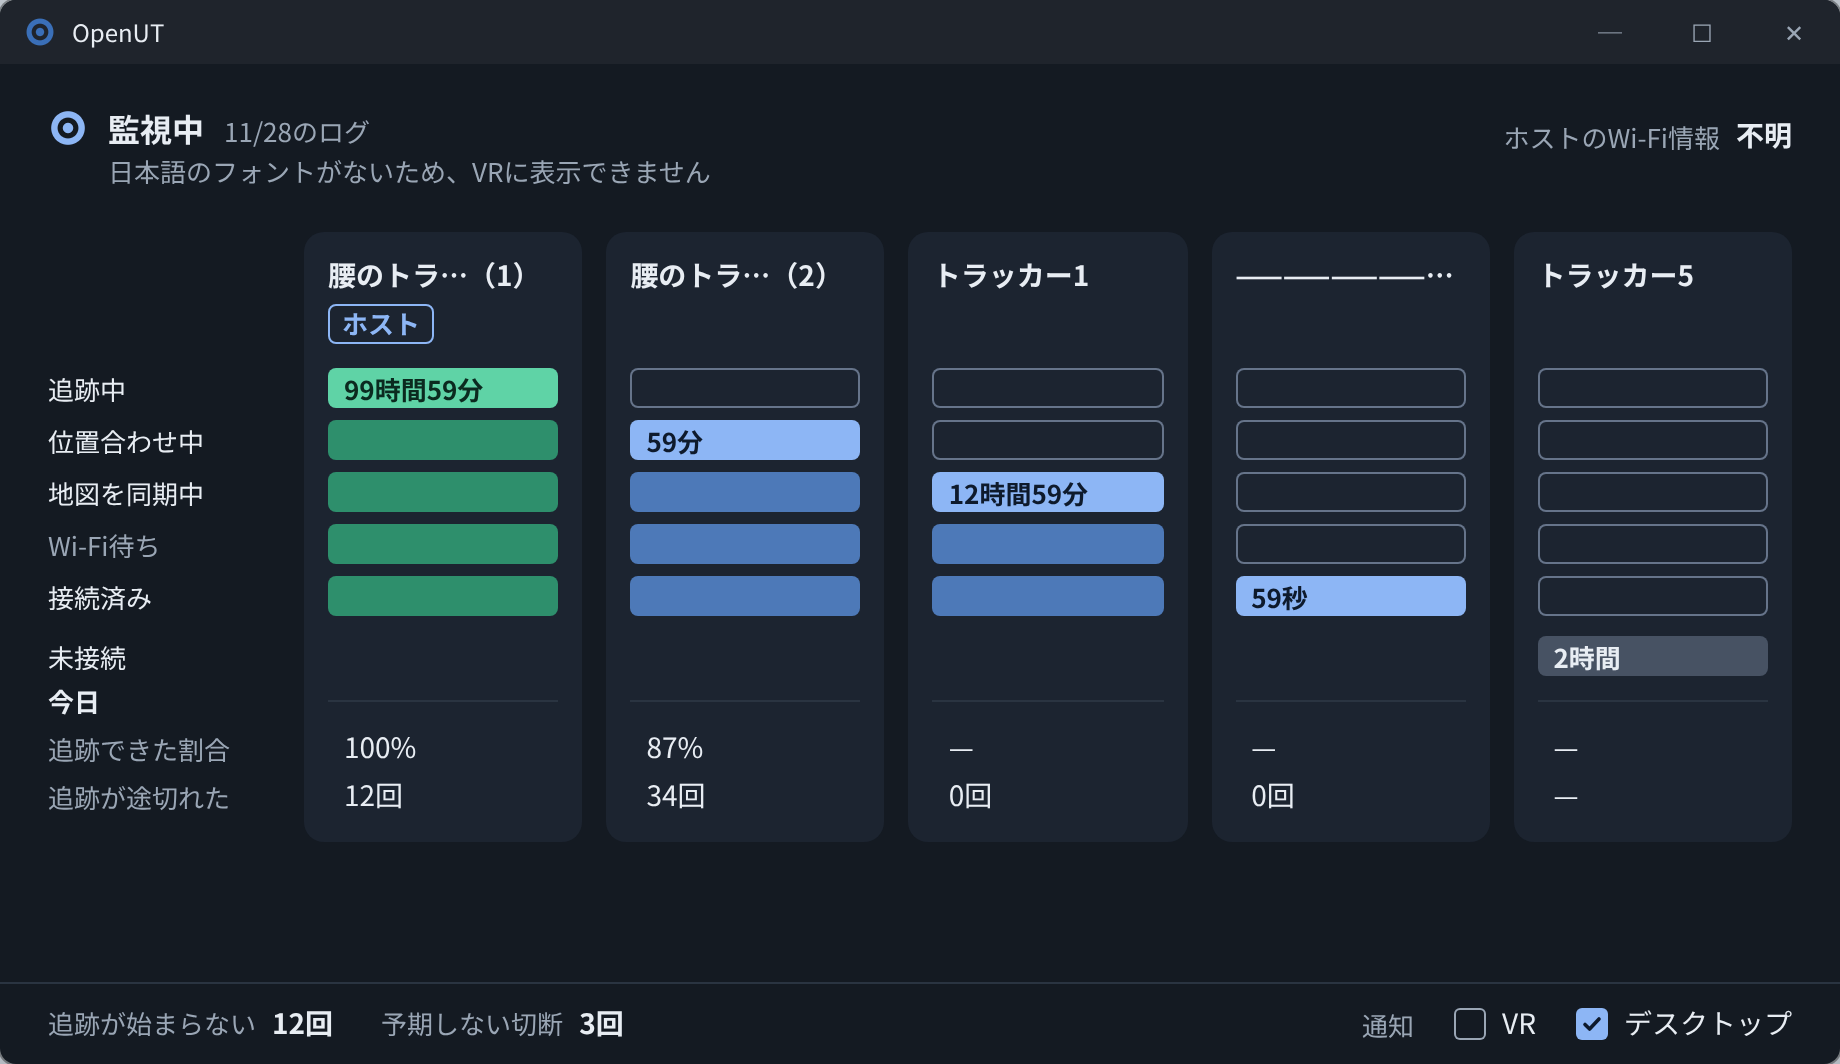 OpenUT
監視中 11/28のログ
日本語のフォントがないため、VRに表示できません
ホストのWi-Fi情報 不明
腰のトラ…（1） 腰のトラ…（2） トラッカー1 ————… トラッカー5
ホスト
追跡中 99時間59分
位置合わせ中 59分
地図を同期中 12時間59分
Wi-Fi待ち
接続済み 59秒
未接続 2時間
今日
追跡できた割合 100% 87% — — —
追跡が途切れた 12回 34回 0回 0回 —
追跡が始まらない 12回 予期しない切断 3回 通知 VR デスクトップ